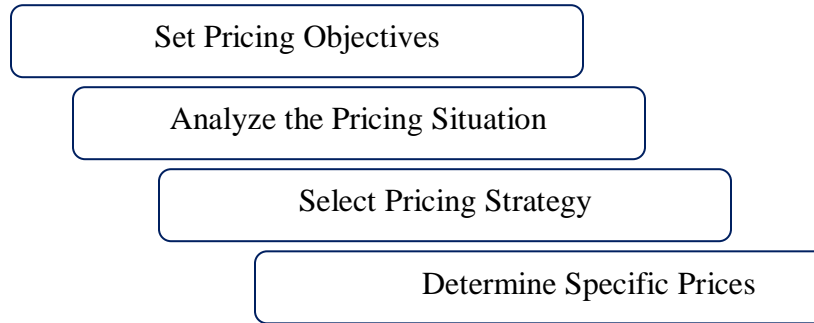 Set Pricing Objectives
Analyze the Pricing Situation
Select Pricing Strategy
Determine Specific Prices